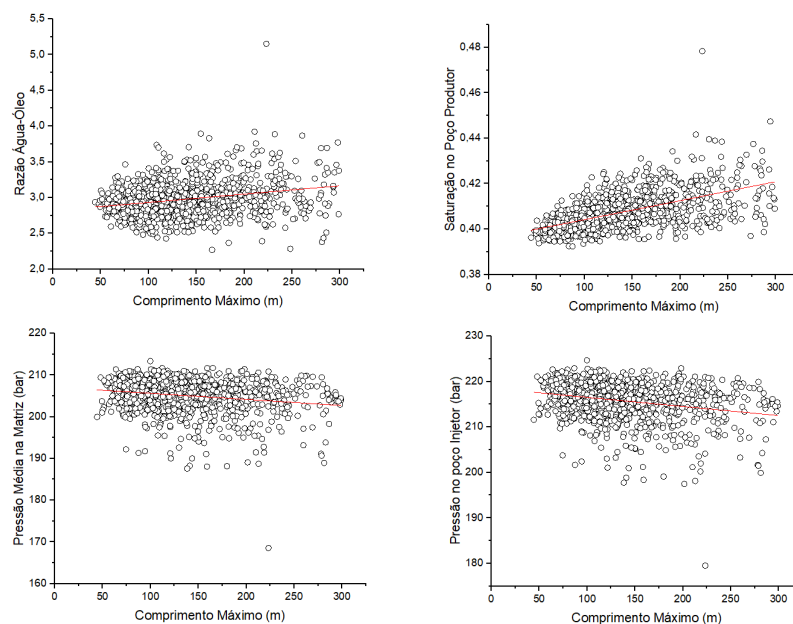 5,5
5,0
4,5
4,0
3,5
3,0
2,5
2,0
Razão Água-Óleo
0 50 100 150 200 250 300
Comprimento Máximo (m)
0,48
0,46
0,44
0,42
0,40
0,38
Saturação no Poço Produtor
0 50 100 150 200 250 300
Comprimento Máximo (m)
220
210
200
190
180
170
160
Pressão Média na Matriz (bar)
0 50 100 150 200 250 300
Comprimento Máximo (m)
230
220
210
200
190
180
Pressão no poço Injetor (bar)
0 50 100 150 200 250 300
Comprimento Máximo (m)